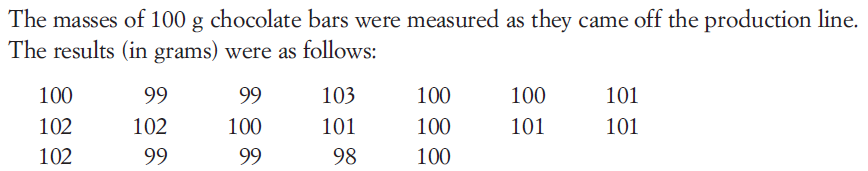 The masses of 100 g chocolate bars were measured as they came off the production line.
The results (in grams) were as follows:
100 99 99 103 100 100 101
102 102 100 101 100 101 101
102 99 99 98 100